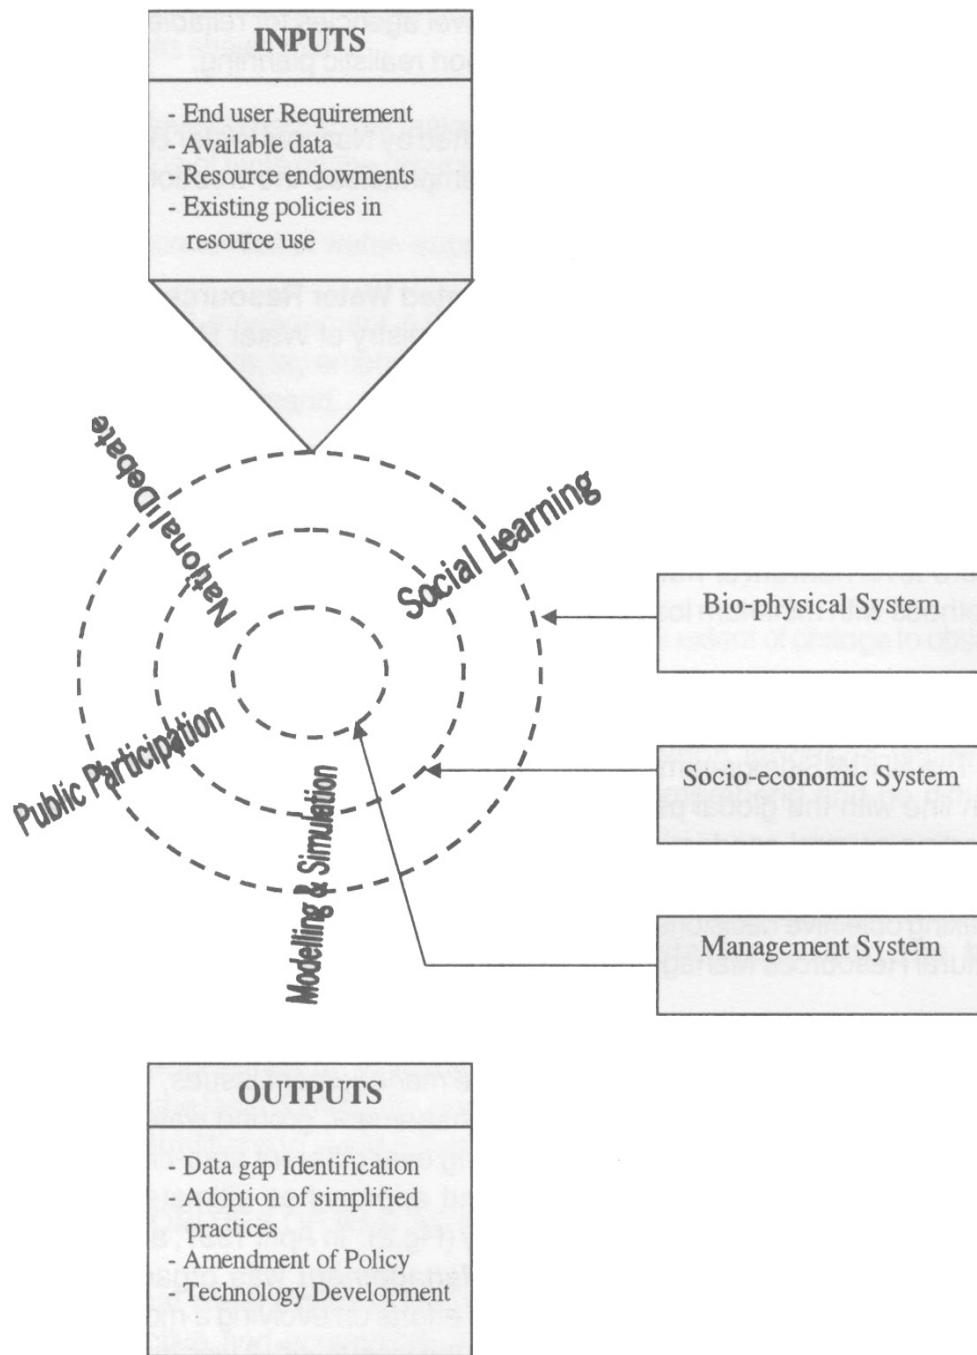 INPUTS
- End user Requirement
- Available data
- Resource endowments
- Existing policies in
resource use
National Debate
Social Learning
Public Participation
Modelling & Simulation
Bio-physical System
Socio-economic System
Management System
OUTPUTS
- Data gap Identification
- Adoption of simplified
practices
- Amendment of Policy
- Technology Development